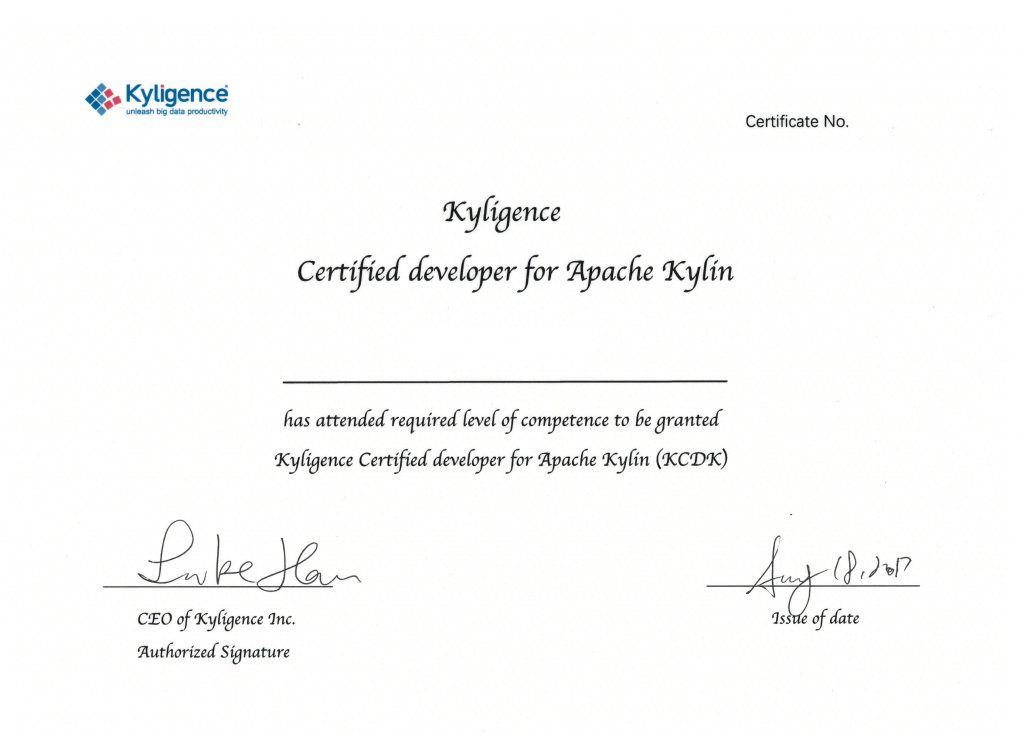 Kyligence
unleash big data productivity
Certificate No.
Kyligence
Certified developer for Apache Kylin
has attended required level of competence to be granted
Kyligence Certified developer for Apache Kylin (KCDK)
Luke Han
Aug 18, 2017
CEO of Kyligence Inc.
Issue of date
Authorized Signature